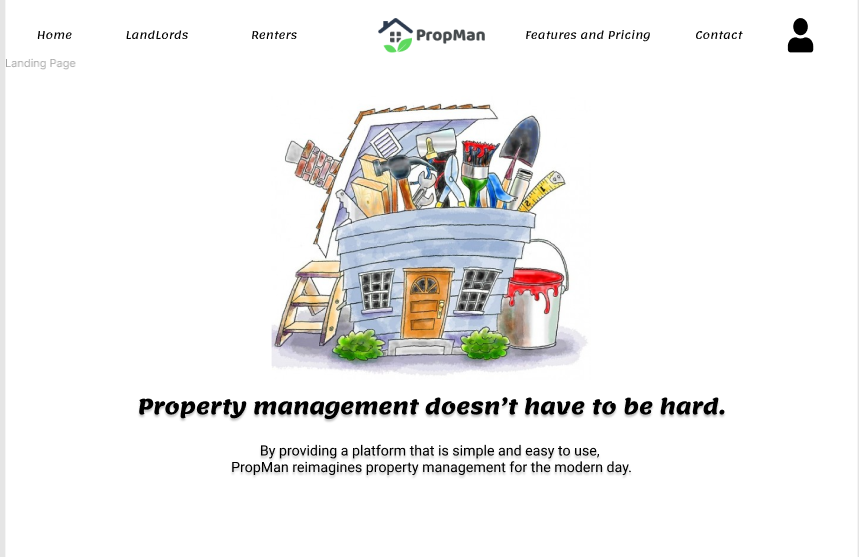 Home
LandLords
Renters
PropMan
Features and Pricing
Contact
Landing Page
Property management doesn't have to be hard.
By providing a platform that is simple and easy to use,
PropMan reimagines property management for the modern day.